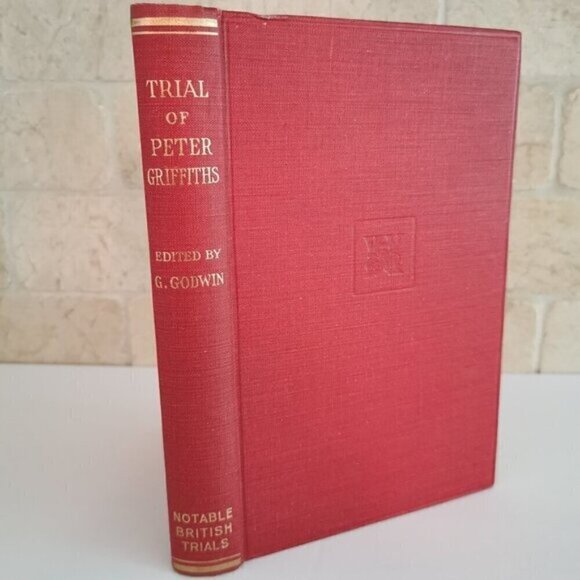 TRIAL
OF
PETER
GRIFFITHS
EDITED BY
G. GODWIN
NOTABLE
BRITISH
TRIALS